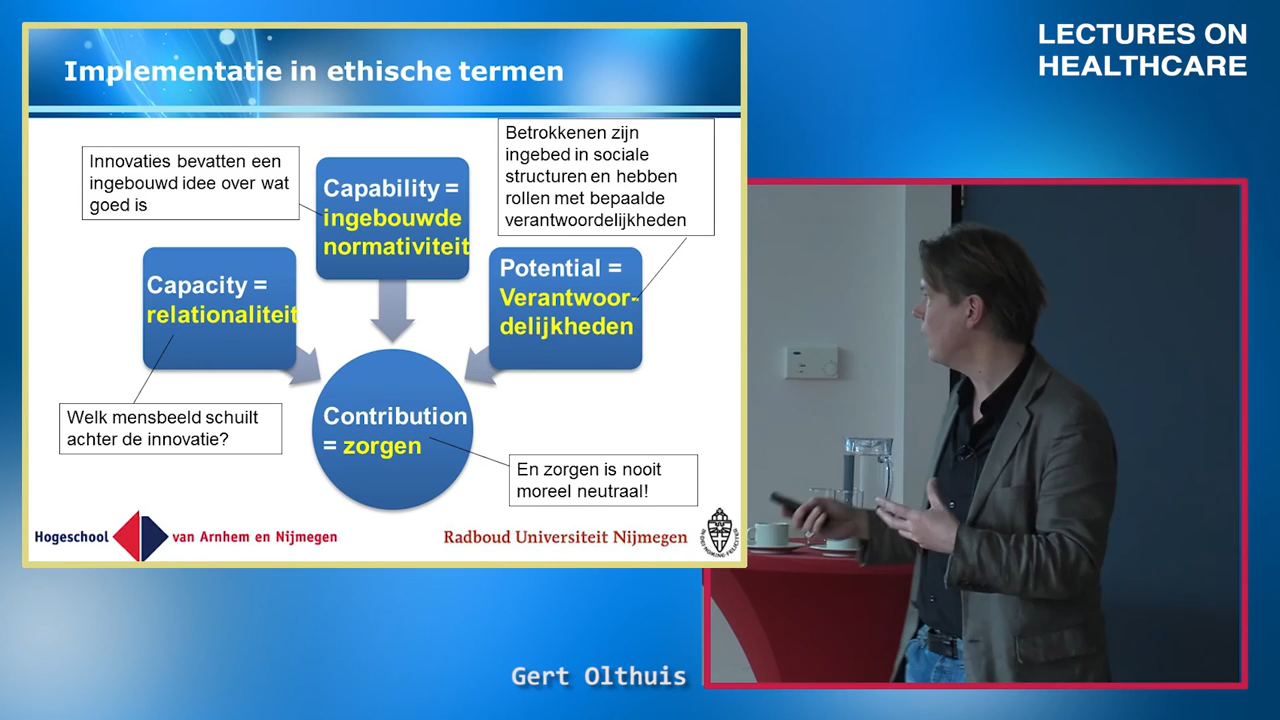 LECTURES ON
HEALTHCARE
Implementatie in ethische termen
Innovaties bevatten een
ingebouwd idee over wat
goed is
Capability =
ingebouwde
normativiteit
Betrokkenen zijn
ingebed in sociale
structuren en hebben
rollen met bepaalde
verantwoordelijkheden
Capacity =
relationaliteit
Potential =
Verantwoor-
delijkheden
Welk mensbeeld schuilt
achter de innovatie?
Contribution
= zorgen
En zorgen is nooit
moreel neutraal!
Hogeschool van Arnhem en Nijmegen
Radboud Universiteit Nijmegen
Gert Olthuis